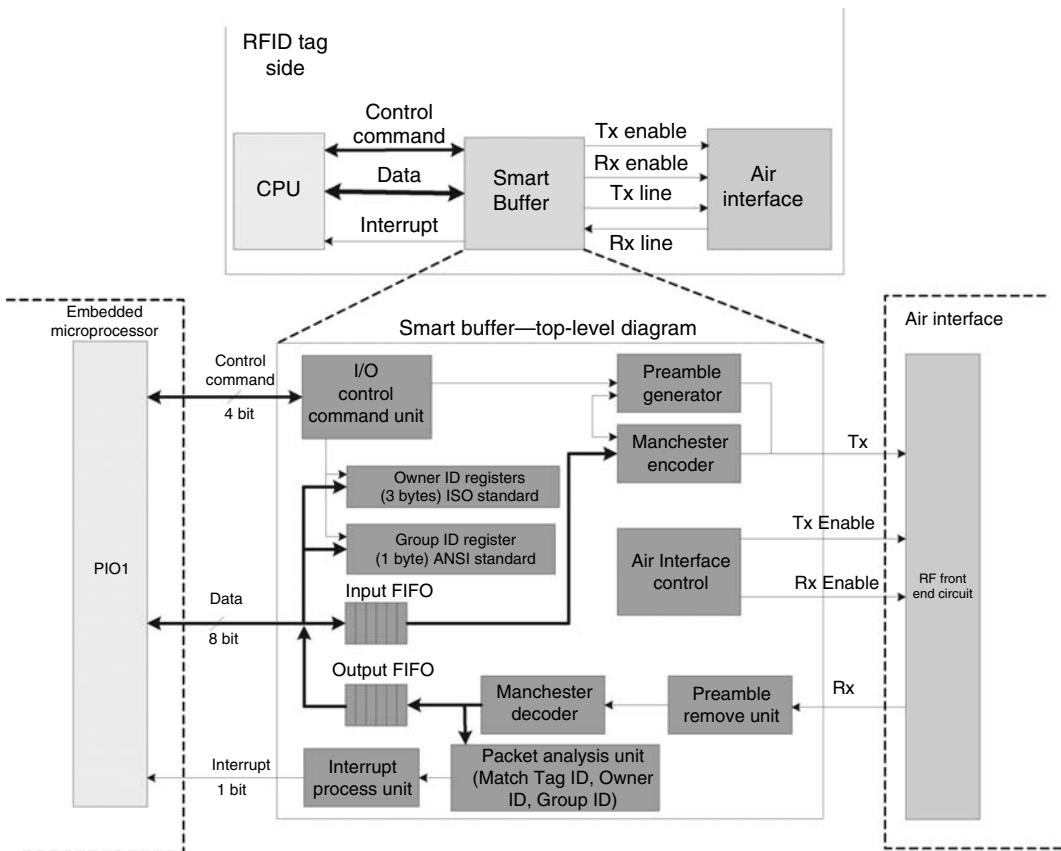 RFID tag
side
Control
command
Data
Interrupt
CPU
Smart
Buffer
Tx enable
Rx enable
Tx line
Rx line
Air
interface
Embedded
microprocessor
Smart buffer—top-level diagram
Air interface
Control
command
4 bit
I/O
control
command unit
Preamble
generator
Manchester
encoder
Tx
Owner ID registers
(3 bytes) ISO standard
Group ID register
(1 byte) ANSI standard
Tx Enable
Air Interface
control
Rx Enable
RF front
end circuit
PIO1
Data
8 bit
Input FIFO
Output FIFO
Manchester
decoder
Preamble
remove unit
Rx
Interrupt
1 bit
Interrupt
process unit
Packet analysis unit
(Match Tag ID, Owner
ID, Group ID)